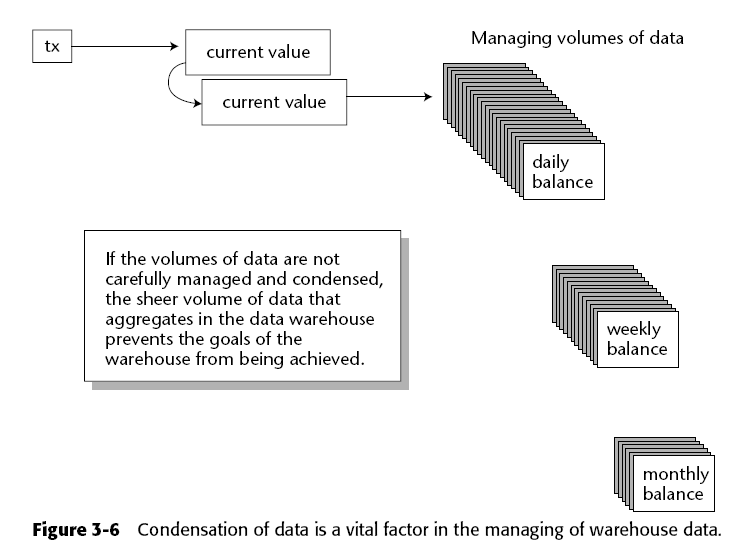 tx
current value
current value
Managing volumes of data
daily
balance
If the volumes of data are not
carefully managed and condensed,
the sheer volume of data that
aggregates in the data warehouse
prevents the goals of the
warehouse from being achieved.
weekly
balance
monthly
balance
Figure 3-6 Condensation of data is a vital factor in the managing of warehouse data.